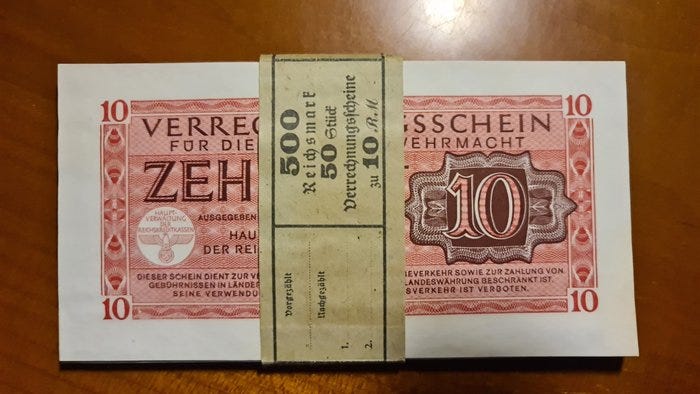 10
10
VERREC
GSSCHEIN
FÜR DIE
WEHRMACHT
ZEH
10
AUSGEGEBEN
HAUPT-
VERWALTUNG
DER
REICHSKREDITKASSEN
HAU
DER REI
DIESER SCHEIN DIENT ZUR VE
EVERKEHR SOWIE ZUR ZAHLUNG VON
GEBÜHRNISSEN IN LÄNDER
LANDESWÄHRUNG BESCHRÄNKT IST.
SEINE VERWENDU
SVERKEHR IST VERBOTEN.
10
10
500
Reichsmark
50 Stück
Verrechnungsscheine
zu 10 R.M.
Vorgezählt
Nachgezählt
1.
2.